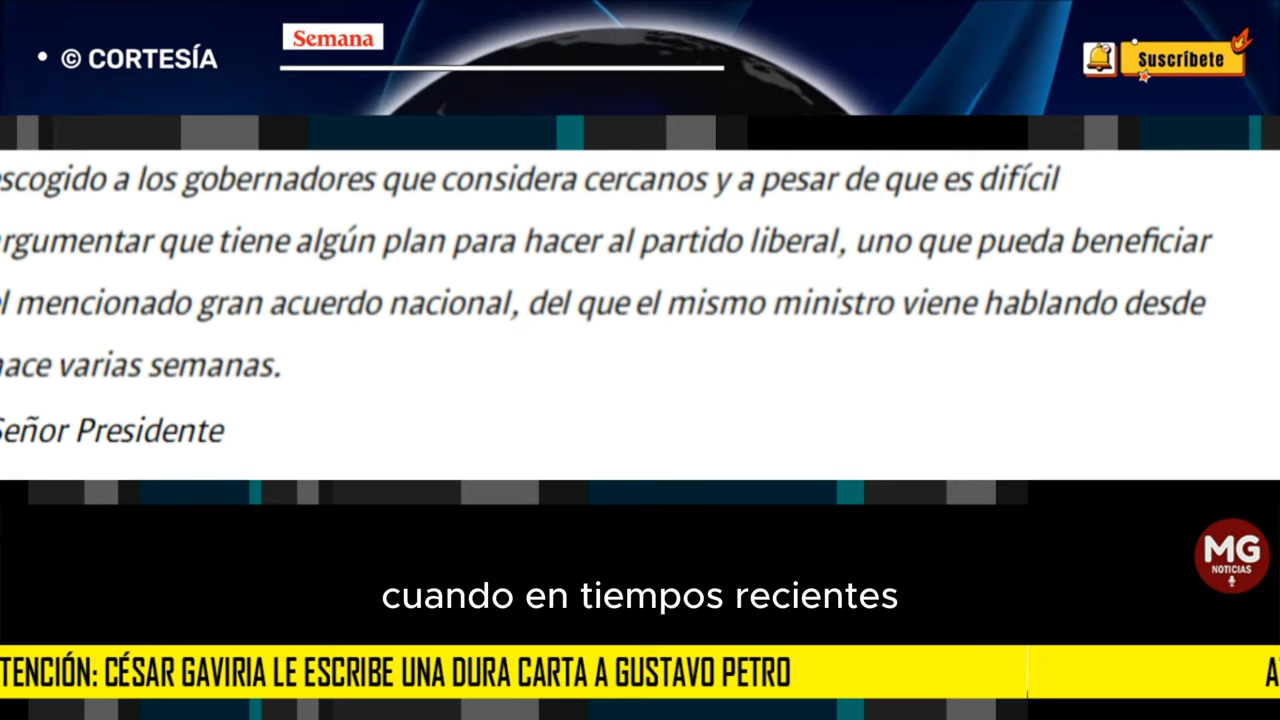 • © CORTESÍA
Semana
Suscríbete
scogido a los gobernadores que considera cercanos y a pesar de que es difícil
rgumentar que tiene algún plan para hacer al partido liberal, uno que pueda beneficiar
l mencionado gran acuerdo nacional, del que el mismo ministro viene hablando desde
ace varias semanas.
Señor Presidente
MG
NOTICIAS
cuando en tiempos recientes
TENCIÓN: CÉSAR GAVIRIA LE ESCRIBE UNA DURA CARTA A GUSTAVO PETRO
A